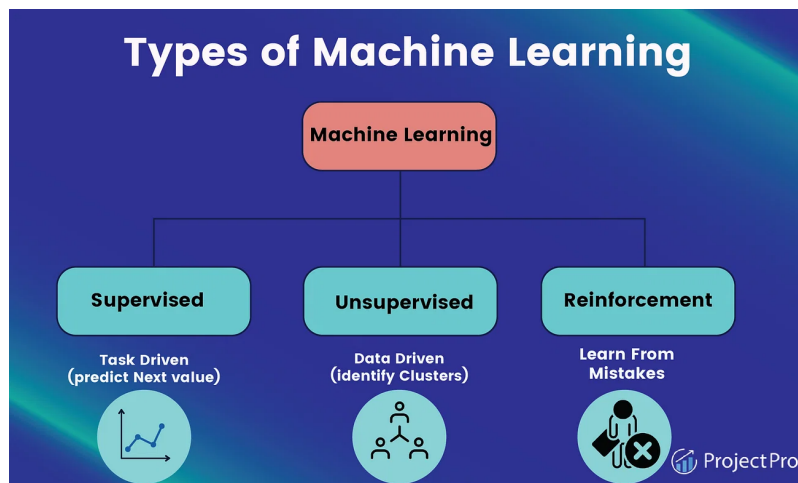 Types of Machine Learning
Machine Learning
Supervised
Unsupervised
Reinforcement
Task Driven
(predict Next value)
Data Driven
(identify Clusters)
Learn From
Mistakes
ProjectPro